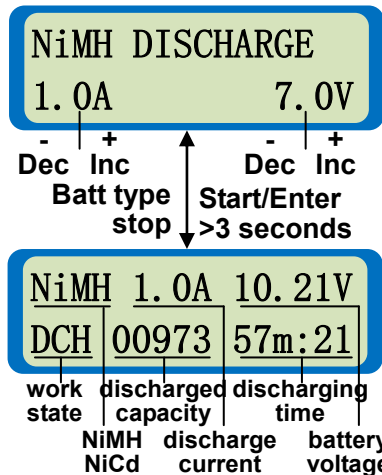 NiMH DISCHARGE
1.0A 7.0V
- + - +
Dec Inc Dec Inc
Batt type Start/Enter
stop >3 seconds
NiMH 1.0A 10.21V
DCH 00973 57m:21
work discharged discharging
state capacity time
NiMH discharge battery
NiCd current voltage